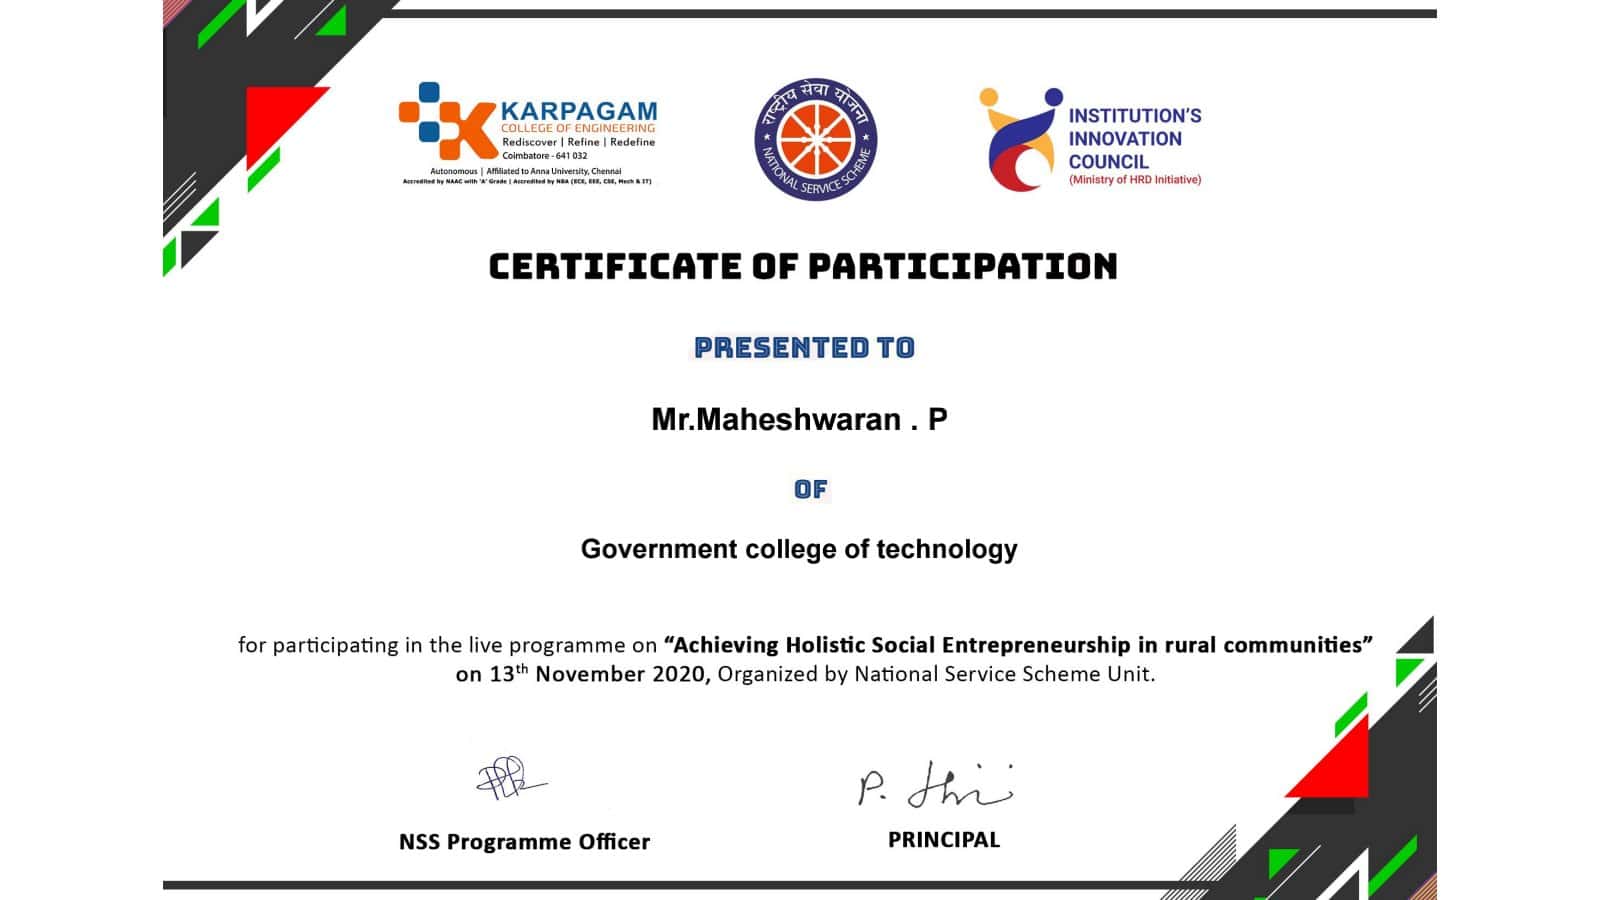 KARPAGAM
COLLEGE OF ENGINEERING
Rediscover | Refine | Redefine
Coimbatore - 641 032
Autonomous | Affiliated to Anna University, Chennai
Accredited by NAAC with 'A' Grade | Accredited by NBA (ECE, EEE, CSE, Mech & IT)
राष्ट्रीय सेवा योजना
NATIONAL SERVICE SCHEME
INSTITUTION'S
INNOVATION
COUNCIL
(Ministry of HRD Initiative)
CERTIFICATE OF PARTICIPATION
PRESENTED TO
Mr.Maheshwaran . P
OF
Government college of technology
for participating in the live programme on “Achieving Holistic Social Entrepreneurship in rural communities”
on 13th November 2020, Organized by National Service Scheme Unit.
NSS Programme Officer
PRINCIPAL